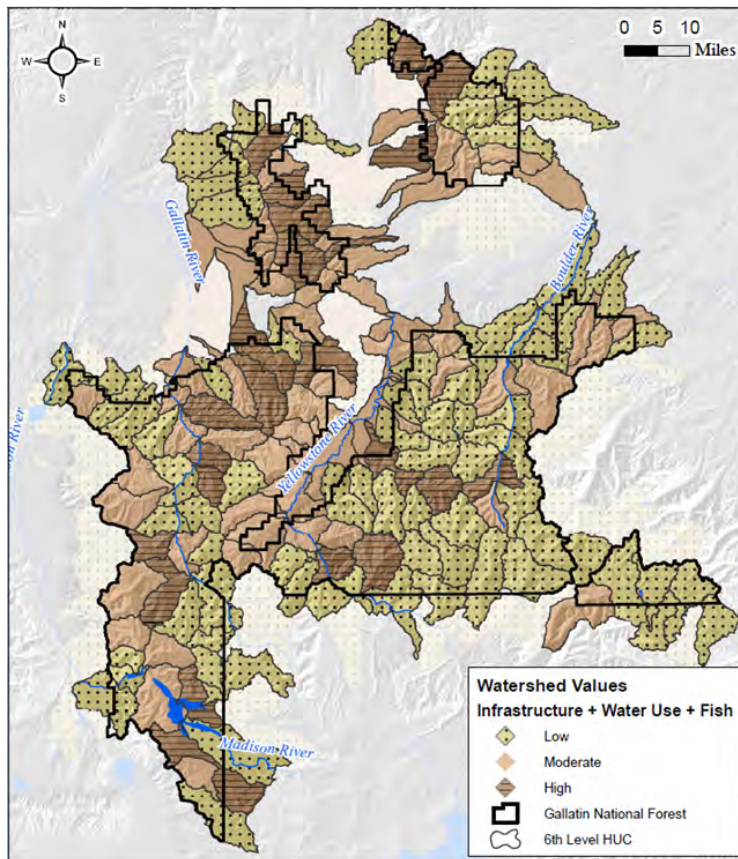 N
W E
S
0 5 10
Miles
Gallatin River
Boulder River
son River
Yellowstone River
Madison River
Watershed Values
Infrastructure + Water Use + Fish
Low
Moderate
High
Gallatin National Forest
6th Level HUC